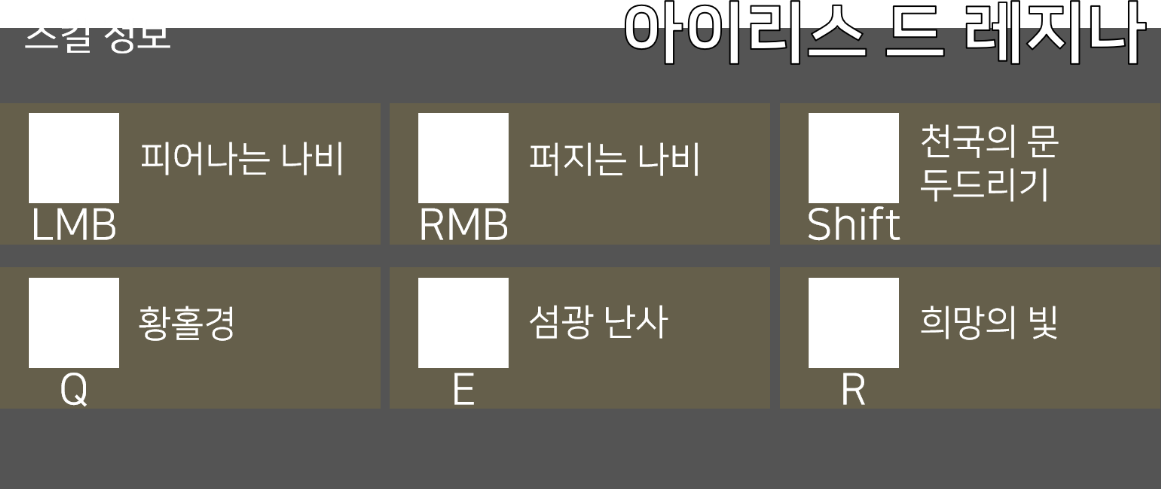 스킬 정보
아이리스 드 레지나
피어나는 나비
LMB
퍼지는 나비
RMB
천국의 문
두드리기
Shift
황홀경
Q
섬광 난사
E
희망의 빛
R